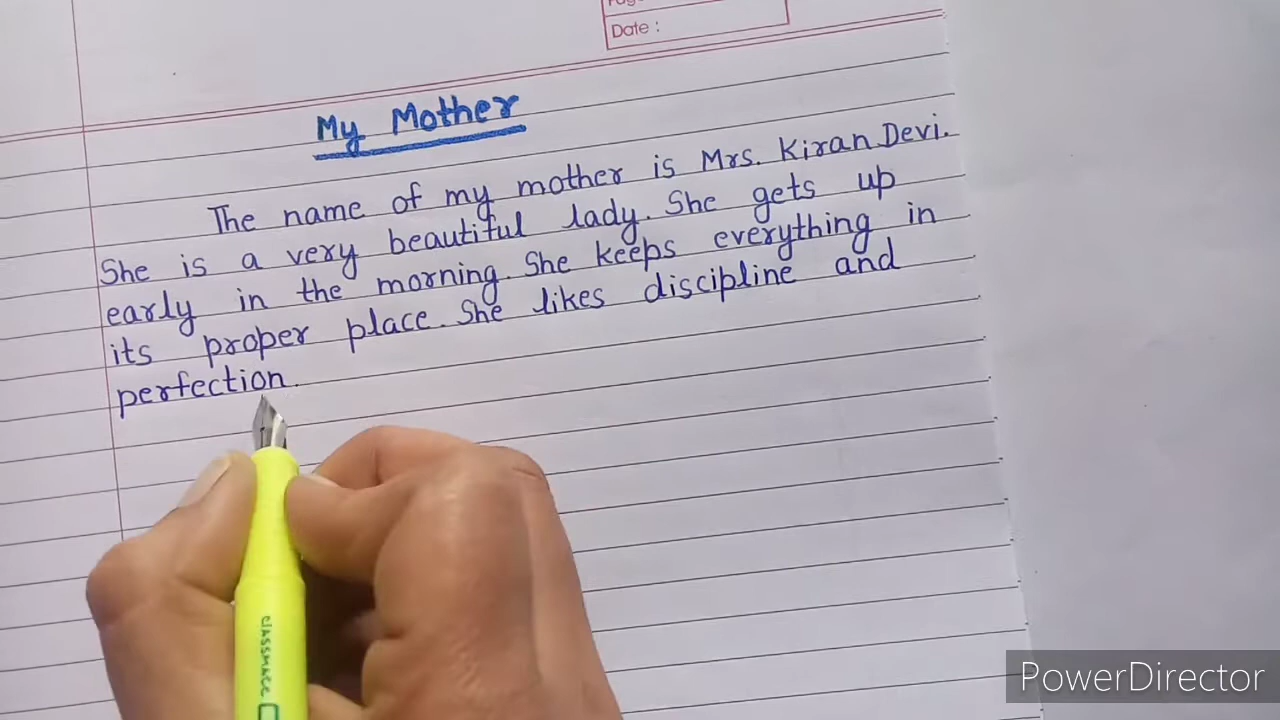 Date :
My Mother
The name of my mother is Mrs. Kiran Devi.
She is a very beautiful lady. She gets up
early in the morning. She keeps everything in
its proper place. She likes discipline and
perfection.
classmate
PowerDirector